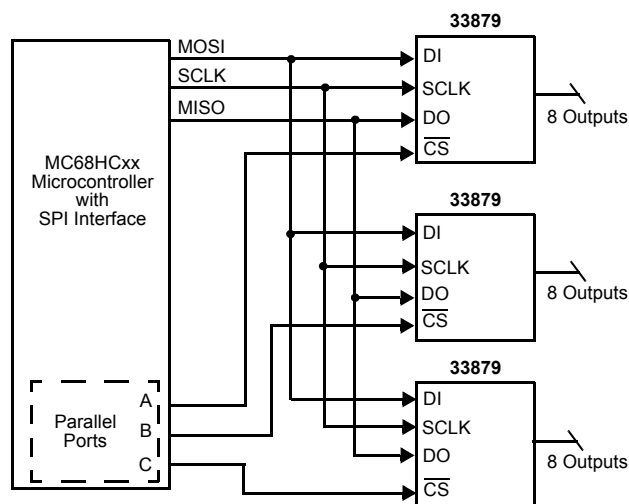 33879
MOSI
DI
SCLK
SCLK
MISO
DO
8 Outputs
CS
MC68HCxx
Microcontroller
with
SPI Interface
33879
DI
SCLK
DO
8 Outputs
CS
33879
A
DI
Parallel
Ports
B
SCLK
C
DO
8 Outputs
CS